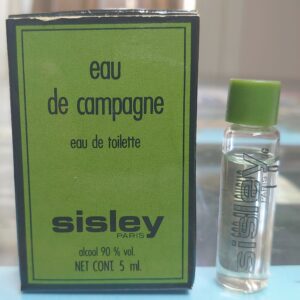 eau
de campagne
eau de toilette
sisley
PARIS
alcool 90 % vol.
NET CONT. 5 ml.
sisley